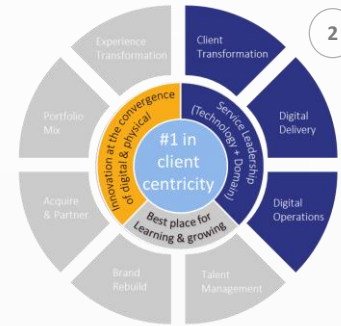 Experience
Transformation
Client
Transformation
2
Portfolio
Mix
Digital
Delivery
Innovation at the convergence
of digital & physical
Service Leadership
(Technology + Domain)
#1 in
client
centricity
Best place for
Learning & growing
Acquire
& Partner
Digital
Operations
Brand
Rebuild
Talent
Management